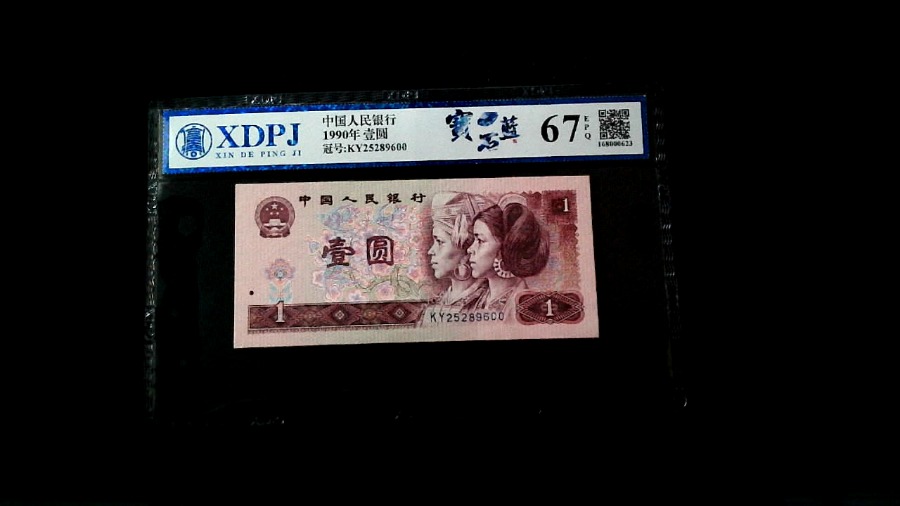 XDPJ
XIN DE PING JI
中国人民银行
1990年 壹圆
冠号:KY25289600
67
EPQ
168000623
中国人民银行
1
壹圆
1
KY25289600
1